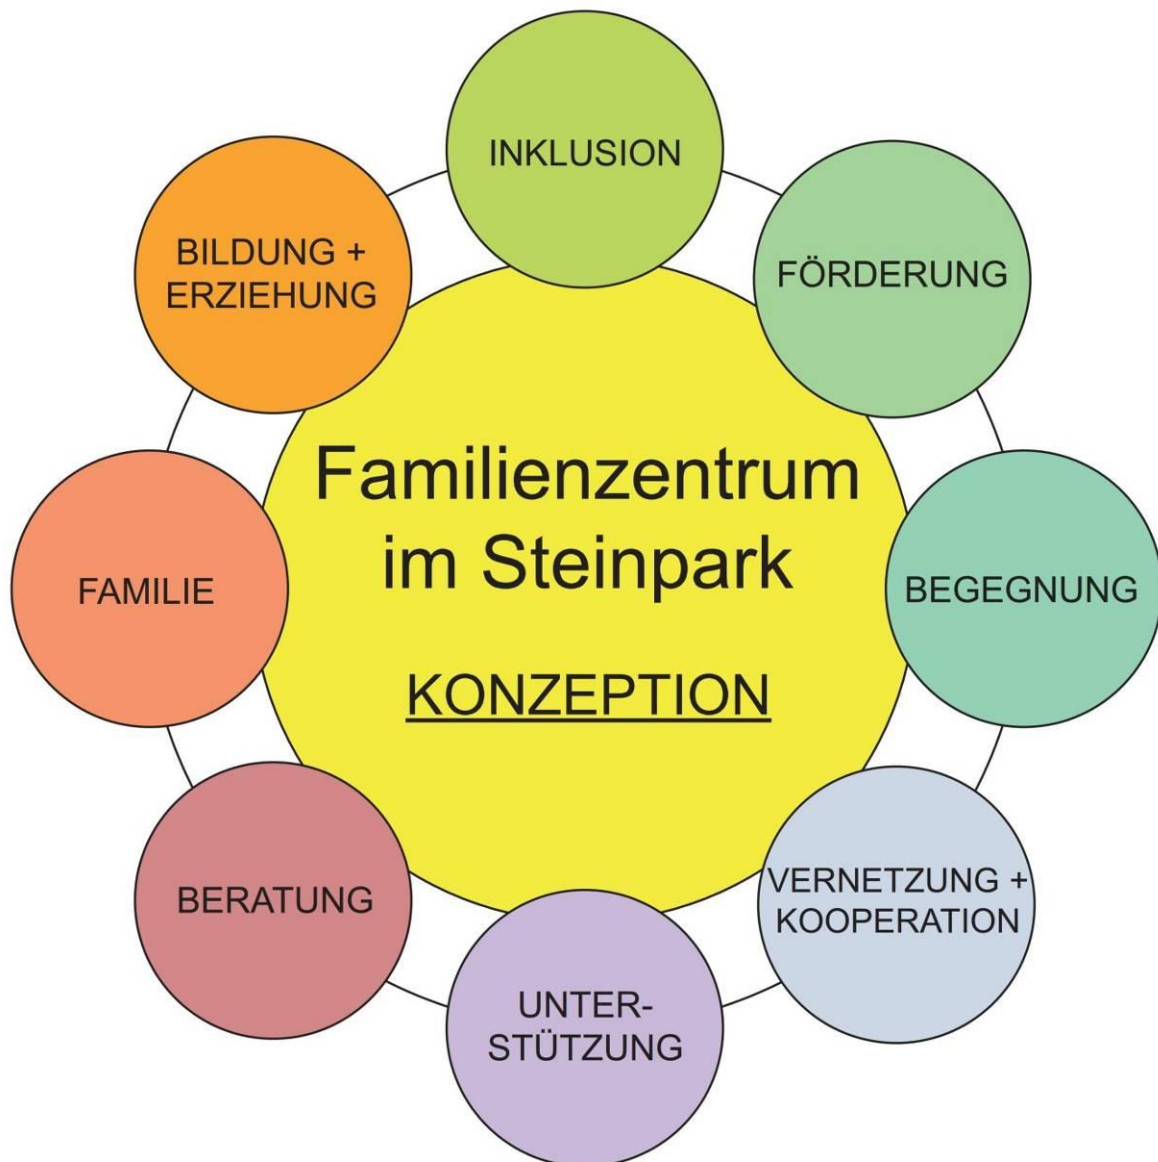 INKLUSION
FÖRDERUNG
BEGEGNUNG
VERNETZUNG +
KOOPERATION
UNTER-
STÜTZUNG
BERATUNG
FAMILIE
BILDUNG +
ERZIEHUNG
Familienzentrum
im Steinpark
KONZEPTION